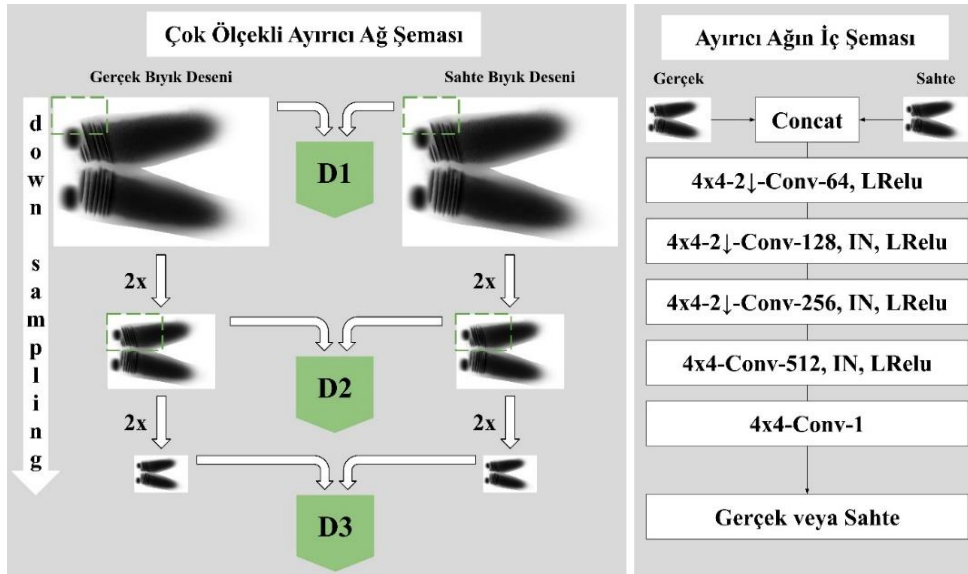 Çok Ölçekli Ayırıcı Ağ Şeması
Gerçek Bıyık Deseni
Sahte Bıyık Deseni
down sampling
D1
2x
2x
D2
2x
2x
D3
Ayırıcı Ağın İç Şeması
Gerçek
Sahte
Concat
4x4-2↓-Conv-64, LRelu
4x4-2↓-Conv-128, IN, LRelu
4x4-2↓-Conv-256, IN, LRelu
4x4-Conv-512, IN, LRelu
4x4-Conv-1
Gerçek veya Sahte